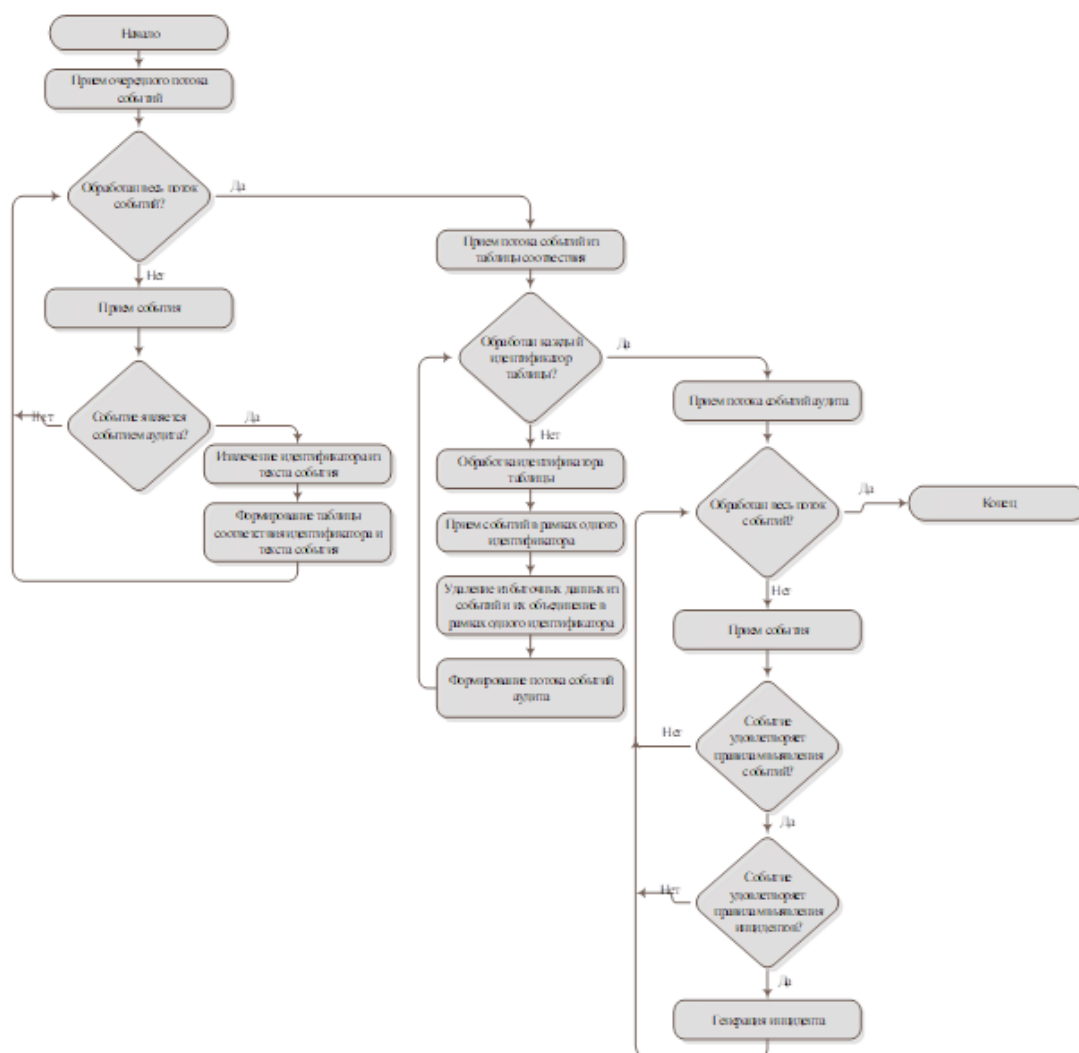 Начало
Прием очередного потока
событий
Обработан весь поток
событий?
Да
Нет
Прием события
Событие является
событием аудита?
Нет
Да
Извлечение идентификатора из
текста события
Формирование таблицы
соответствия идентификатора и
текста события
Прием потока событий из
таблицы соотвествия
Обработан каждый
идентификатор
таблицы?
Да
Нет
Обработка идентификатора
таблицы
Прием событий в рамках одного
идентификатора
Удаление избыточных данных из
событий и их объединение в
рамках одного идентификатора
Формирование потока событий
аудита
Прием потока событий аудита
Обработан весь поток
событий?
Да
Конец
Нет
Прием события
Событие
удовлетворяет
правилам выявления
событий?
Нет
Да
Событие
удовлетворяет
правилам выявления
инцидентов?
Нет
Да
Генерация инцидента